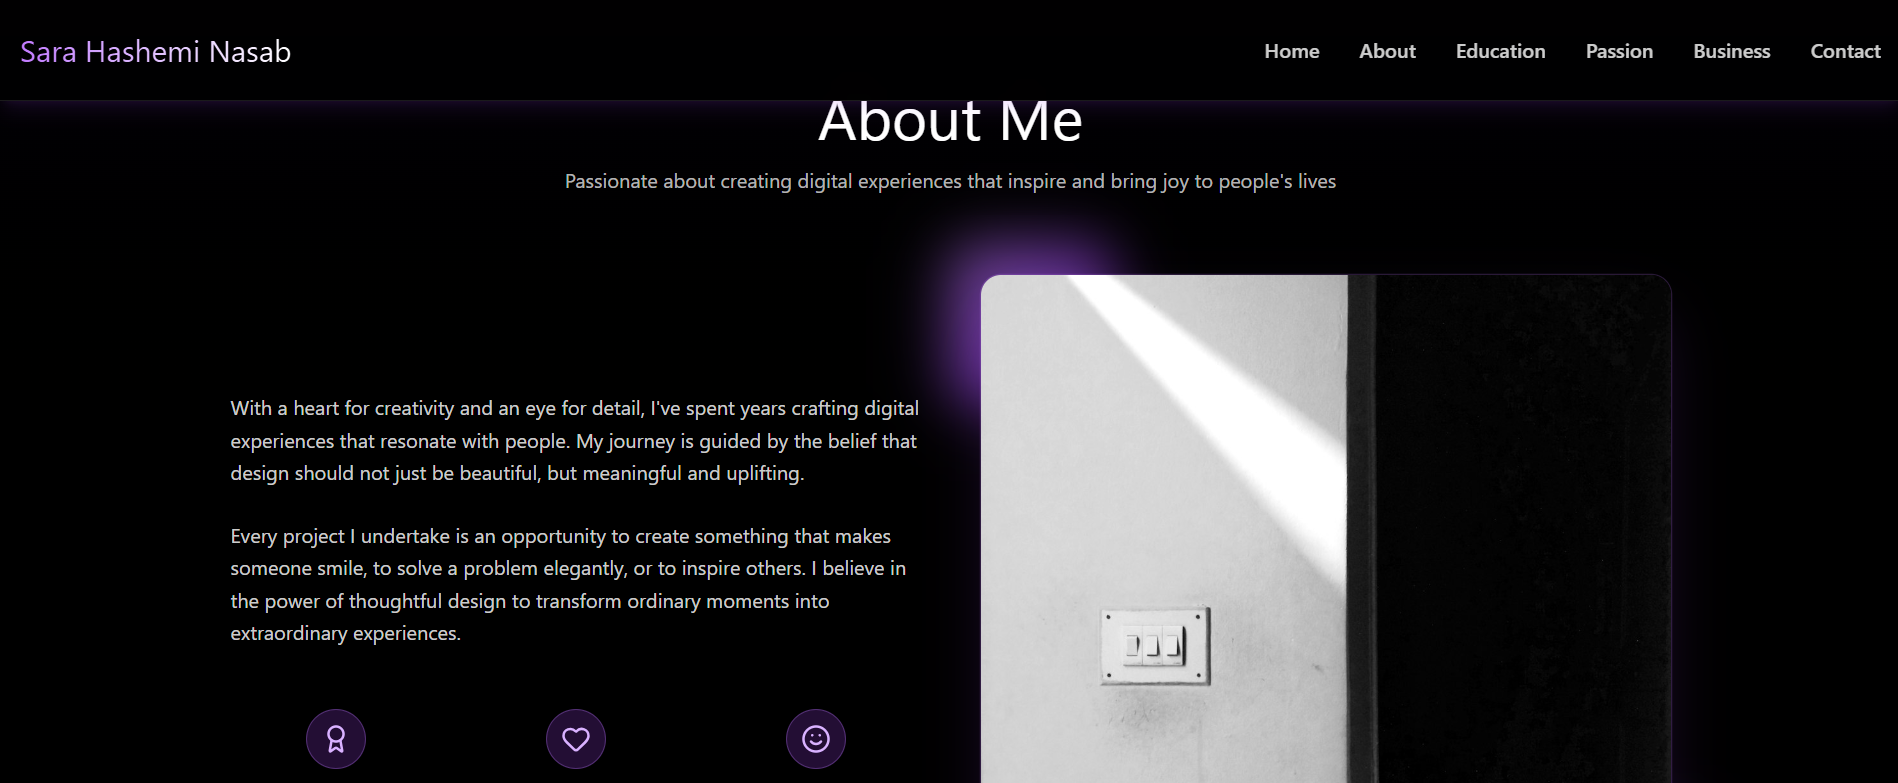 Sara Hashemi Nasab
Home About Education Passion Business Contact
About Me
Passionate about creating digital experiences that inspire and bring joy to people's lives
With a heart for creativity and an eye for detail, I've spent years crafting digital
experiences that resonate with people. My journey is guided by the belief that
design should not just be beautiful, but meaningful and uplifting.
Every project I undertake is an opportunity to create something that makes
someone smile, to solve a problem elegantly, or to inspire others. I believe in
the power of thoughtful design to transform ordinary moments into
extraordinary experiences.